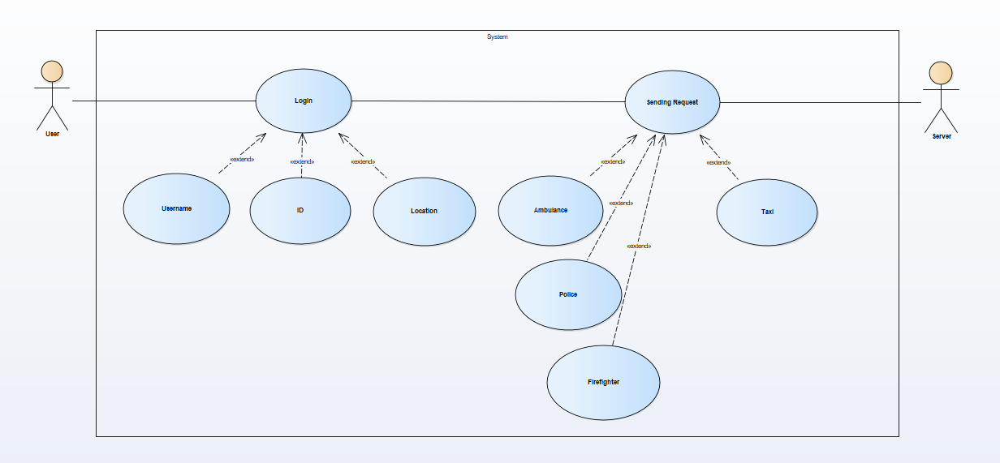 System
Login
Sending Request
User
Server
«extend»
«extend»
«extend»
«extend»
«extend»
Username
ID
Location
Ambulance
Taxi
«extend»
«extend»
Police
Firefighter